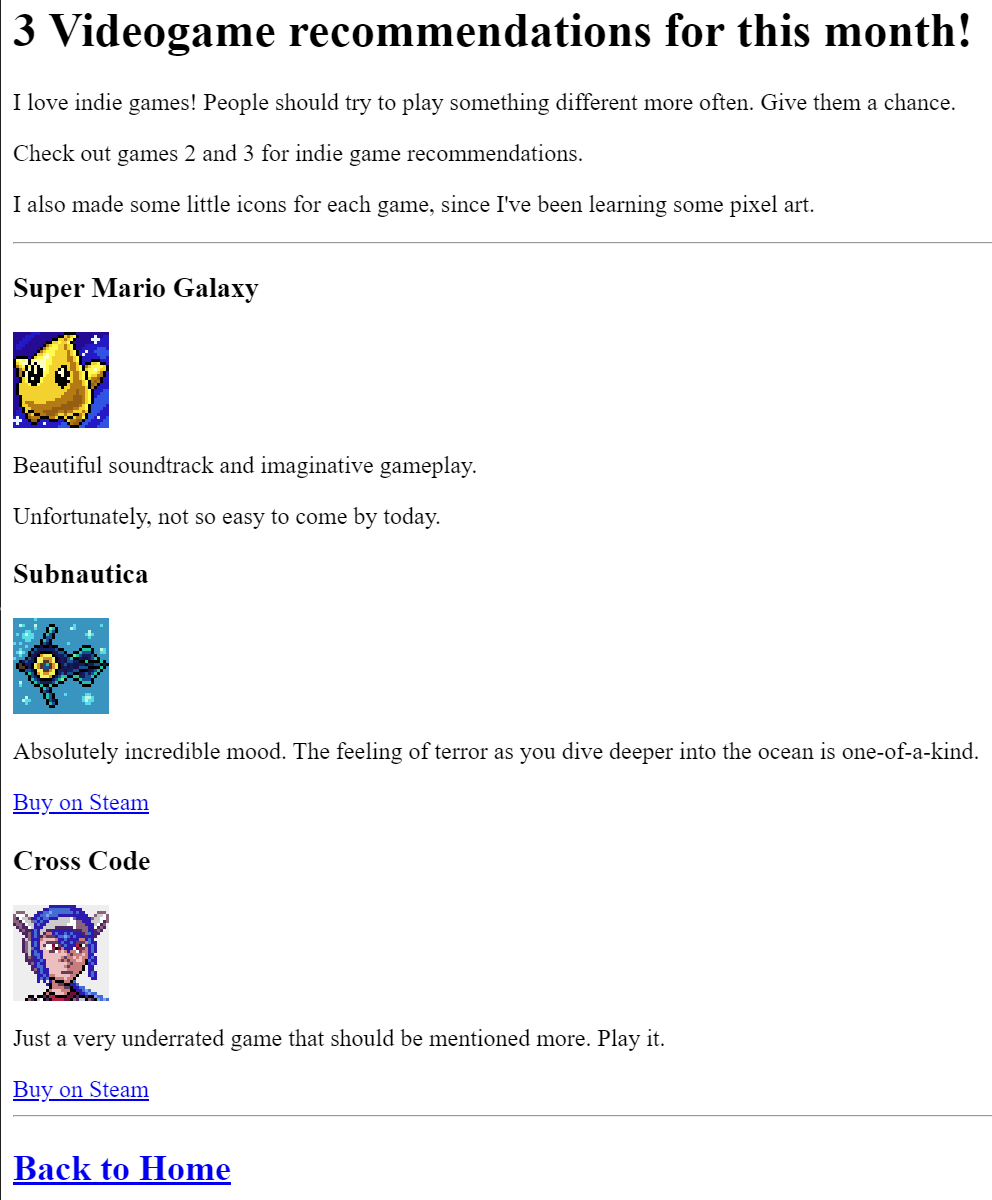 3 Videogame recommendations for this month!
I love indie games! People should try to play something different more often. Give them a chance.
Check out games 2 and 3 for indie game recommendations.
I also made some little icons for each game, since I've been learning some pixel art.
Super Mario Galaxy
Beautiful soundtrack and imaginative gameplay.
Unfortunately, not so easy to come by today.
Subnautica
Absolutely incredible mood. The feeling of terror as you dive deeper into the ocean is one-of-a-kind.
Buy on Steam
Cross Code
Just a very underrated game that should be mentioned more. Play it.
Buy on Steam
Back to Home